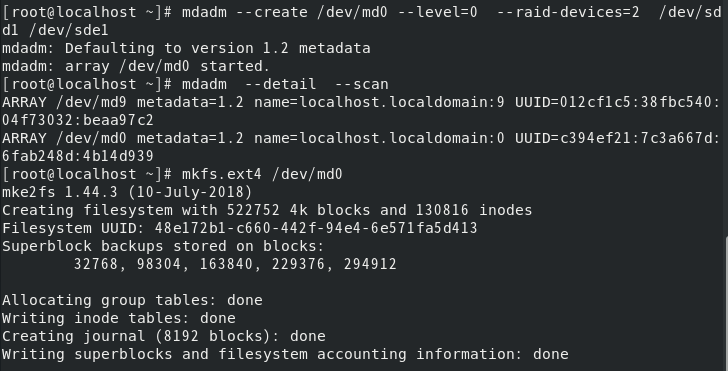 [root@localhost ~]# mdadm --create /dev/md0 --level=0  --raid-devices=2  /dev/sd
d1 /dev/sde1
mdadm: Defaulting to version 1.2 metadata
mdadm: array /dev/md0 started.
[root@localhost ~]# mdadm  --detail  --scan
ARRAY /dev/md9 metadata=1.2 name=localhost.localdomain:9 UUID=012cf1c5:38fbc540:
04f73032:beaa97c2
ARRAY /dev/md0 metadata=1.2 name=localhost.localdomain:0 UUID=c394ef21:7c3a667d:
6fab248d:4b14d939
[root@localhost ~]# mkfs.ext4 /dev/md0
mke2fs 1.44.3 (10-July-2018)
Creating filesystem with 522752 4k blocks and 130816 inodes
Filesystem UUID: 48e172b1-c660-442f-94e4-6e571fa5d413
Superblock backups stored on blocks:
        32768, 98304, 163840, 229376, 294912

Allocating group tables: done
Writing inode tables: done
Creating journal (8192 blocks): done
Writing superblocks and filesystem accounting information: done